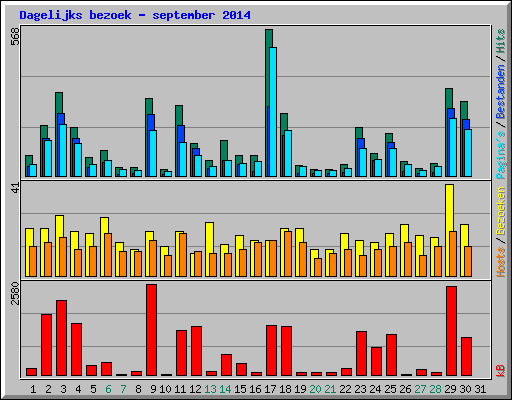 Dagelijks bezoek - september 2014
568
41
2580
Hosts / Bezoeken Pagina's / Bestanden / Hits
kB
1 2 3 4 5 6 7 8 9 10 11 12 13 14 15 16 17 18 19 20 21 22 23 24 25 26 27 28 29 30 31